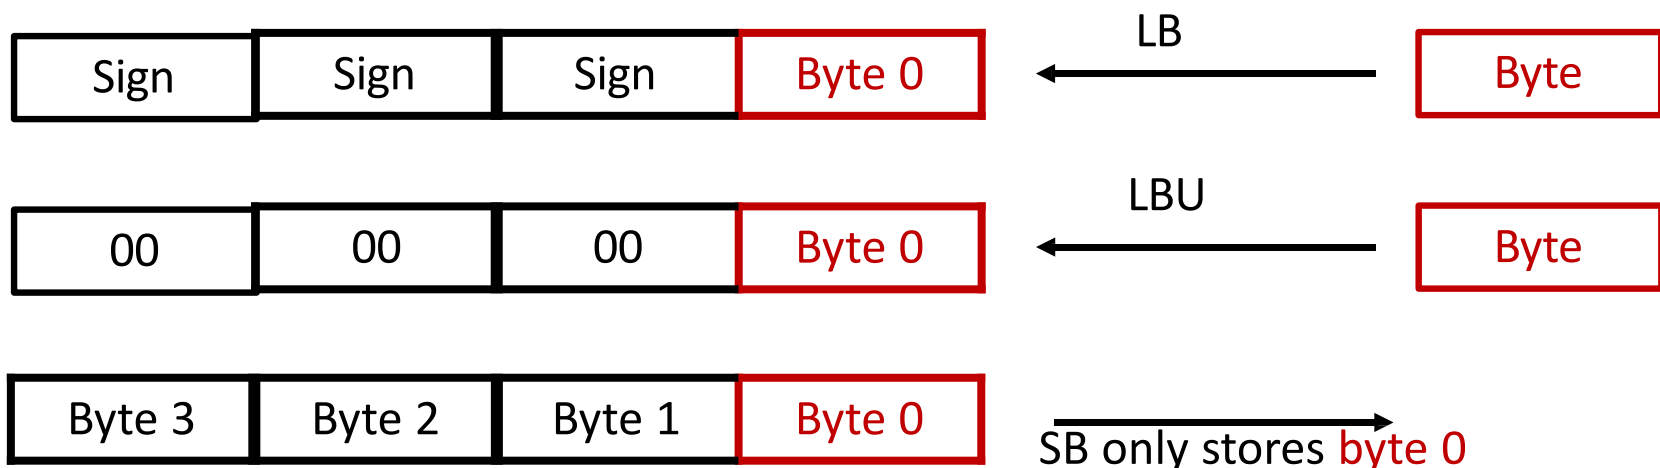 LB
Sign Sign Sign Byte 0 Byte
LBU
00 00 00 Byte 0 Byte
Byte 3 Byte 2 Byte 1 Byte 0
SB only stores byte 0